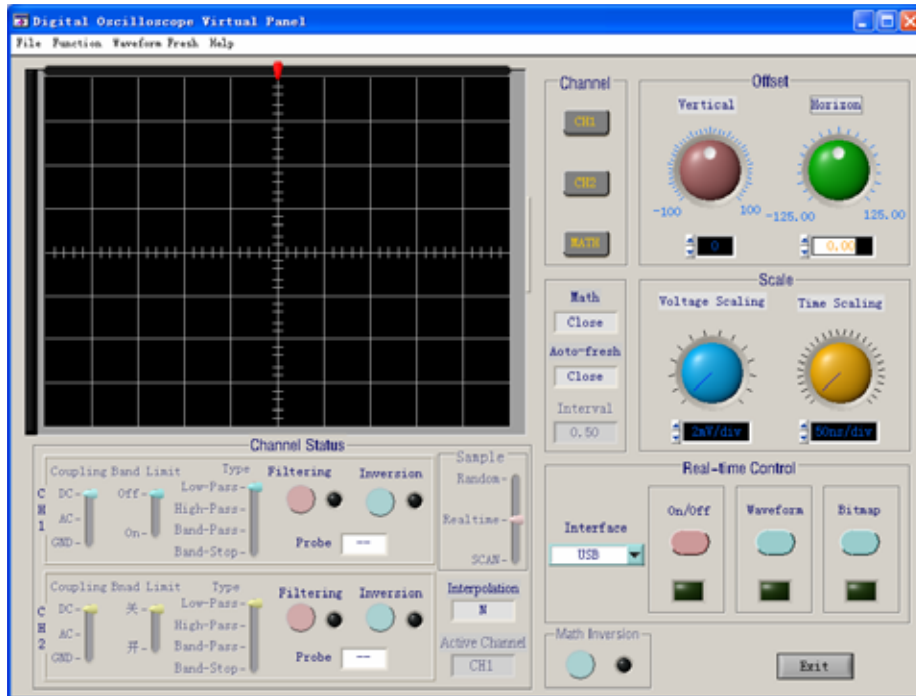 Digital Oscilloscope Virtual Panel
File Function Waveform Fresh Help
Channel
CH1
CH2
MATH
Offset
Vertical
Horizon
-100
100
-125.00
125.00
0
0.00
Math
Close
Aoto-fresh
Close
Interval
0.50
Scale
Voltage Scaling
Time Scaling
2mV/div
50ns/div
Channel Status
CH1
Coupling
DC
AC
GND
Band Limit
Off
On
Type
Low-Pass
High-Pass
Band-Pass
Band-Stop
Filtering
Inversion
Probe
--
CH2
Coupling
DC
AC
GND
Bmad Limit
关
开
Type
Low-Pass
High-Pass
Band-Pass
Band-Stop
Filtering
Inversion
Probe
--
Sample
Random
Realtime
SCAN
Interpolation
N
Active Channel
CH1
Real-time Control
Interface
USB
On/Off
Waveform
Bitmap
Math Inversion
Exit